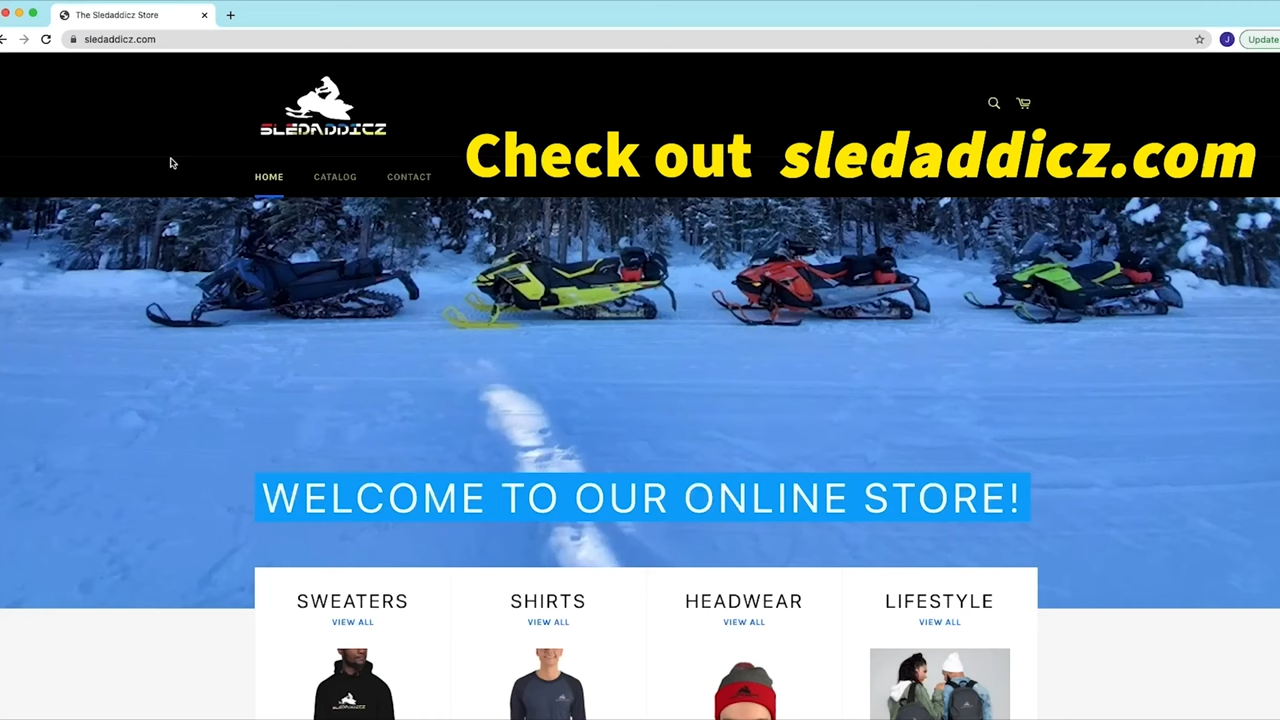 The Sledaddicz Store
sledaddicz.com
J
Update
SLEDADDICZ
Check out sledaddicz.com
HOME CATALOG CONTACT
WELCOME TO OUR ONLINE STORE!
SWEATERS SHIRTS HEADWEAR LIFESTYLE
VIEW ALL VIEW ALL VIEW ALL VIEW ALL
SLEDADDICZ